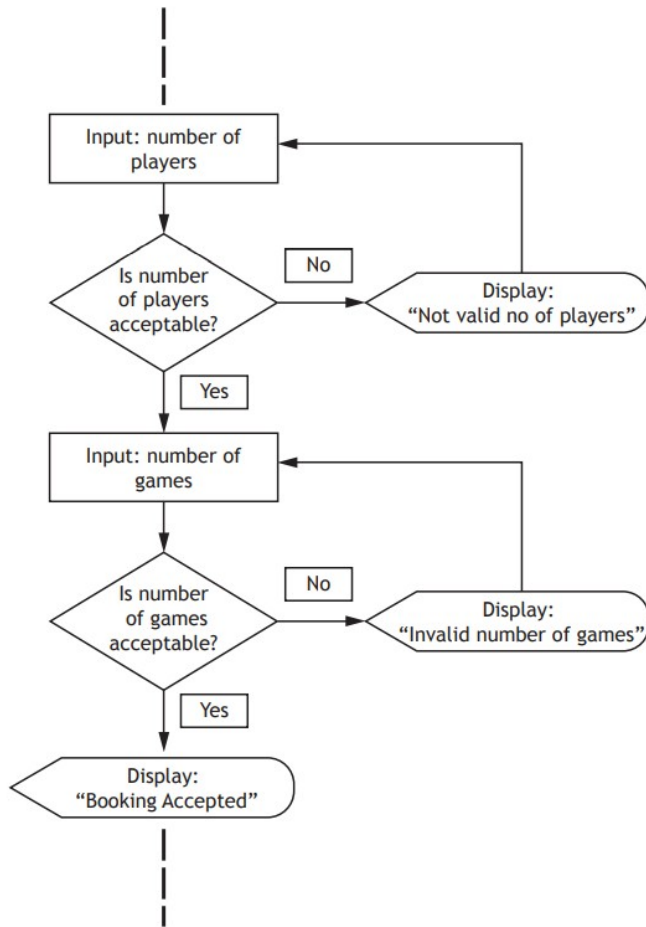 Input: number of
players
Is number
of players
acceptable?
No
Display:
“Not valid no of players”
Yes
Input: number of
games
Is number
of games
acceptable?
No
Display:
“Invalid number of games”
Yes
Display:
“Booking Accepted”